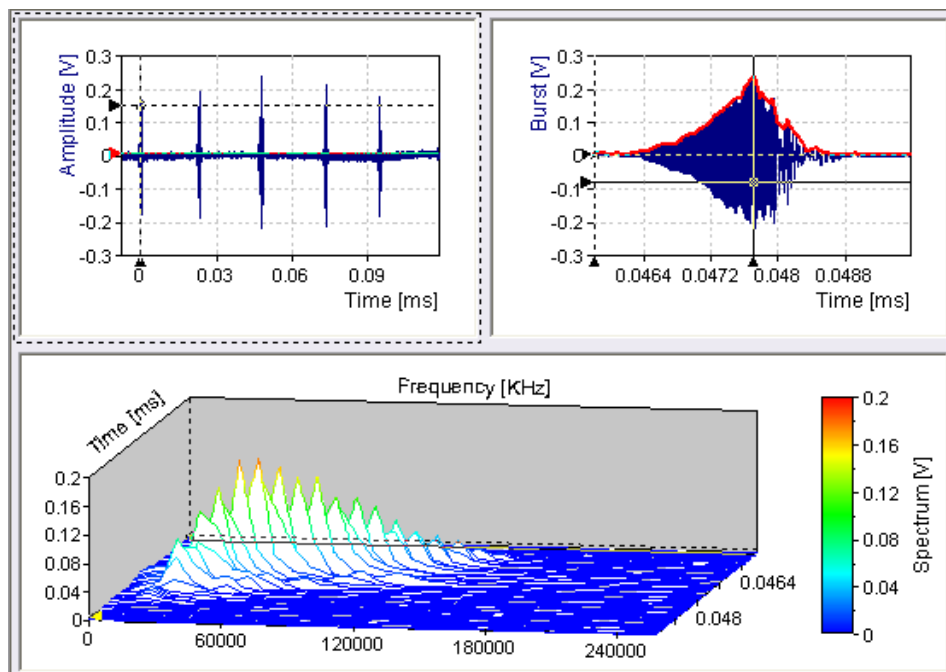 Amplitude [V]
0.3
0.2
0.1
0
-0.1
-0.2
-0.3
0 0.03 0.06 0.09
Time [ms]
Burst [V]
0.3
0.2
0.1
0
-0.1
-0.2
-0.3
0.0464 0.0472 0.048 0.0488
Time [ms]
Frequency [KHz]
Time [ms]
0.2
0.16
0.12
0.08
0.04
0
0 60000 120000 180000 240000
0.048
0.0464
0.2
0.16
0.12
0.08
0.04
0
Spectrum [V]